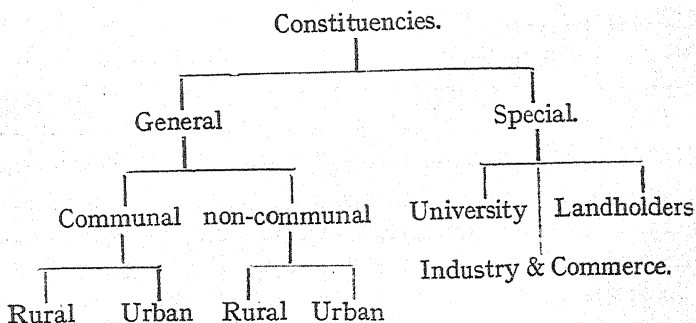 Constituencies.
General Special.
Communal non-communal University Landholders
Industry & Commerce.
Rural Urban Rural Urban